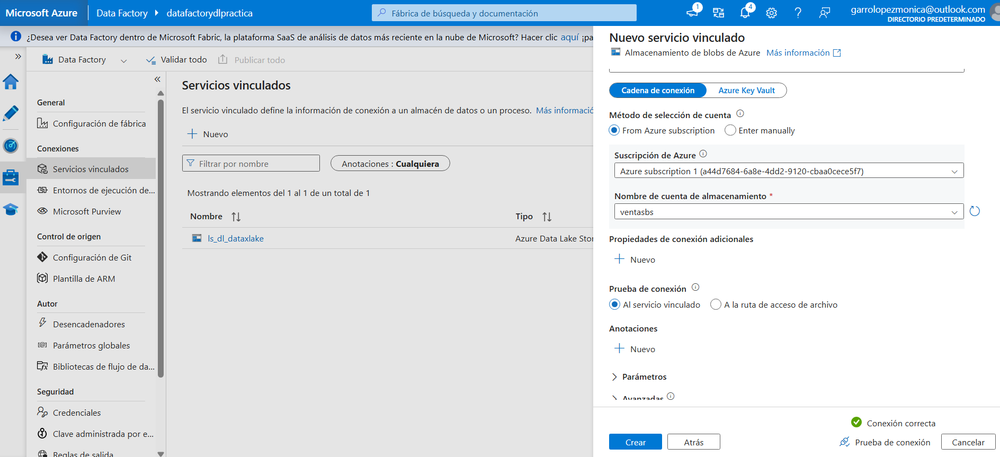 Microsoft Azure
Data Factory
datafactorydlpractica
Fábrica de búsqueda y documentación
1
4
garrolopezmonica@outlook.com
DIRECTORIO PREDETERMINADO
¿Desea ver Data Factory dentro de Microsoft Fabric, la plataforma SaaS de análisis de datos más reciente en la nube de Microsoft? Hacer clic aquí ¡pa
Data Factory
Validar todo
Publicar todo
General
Configuración de fábrica
Conexiones
Servicios vinculados
Entornos de ejecución de...
Microsoft Purview
Control de origen
Configuración de Git
Plantilla de ARM
Autor
Desencadenadores
Parámetros globales
Bibliotecas de flujo de da...
Seguridad
Credenciales
Clave administrada por e...
Reglas de salida
Servicios vinculados
El servicio vinculado define la información de conexión a un almacén de datos o un proceso. Más informació
Nuevo
Filtrar por nombre
Anotaciones : Cualquiera
Mostrando elementos del 1 al 1 de un total de 1
Nombre
Tipo
ls_dl_dataxlake
Azure Data Lake Stor
Nuevo servicio vinculado
Almacenamiento de blobs de Azure Más información
Cadena de conexión
Azure Key Vault
Método de selección de cuenta
From Azure subscription
Enter manually
Suscripción de Azure
Azure subscription 1 (a44d7684-6a8e-4dd2-9120-cbaa0cece5f7)
Nombre de cuenta de almacenamiento *
ventasbs
Propiedades de conexión adicionales
Nuevo
Prueba de conexión
Al servicio vinculado
A la ruta de acceso de archivo
Anotaciones
Nuevo
Parámetros
Avanzadas
Conexión correcta
Crear
Atrás
Prueba de conexión
Cancelar